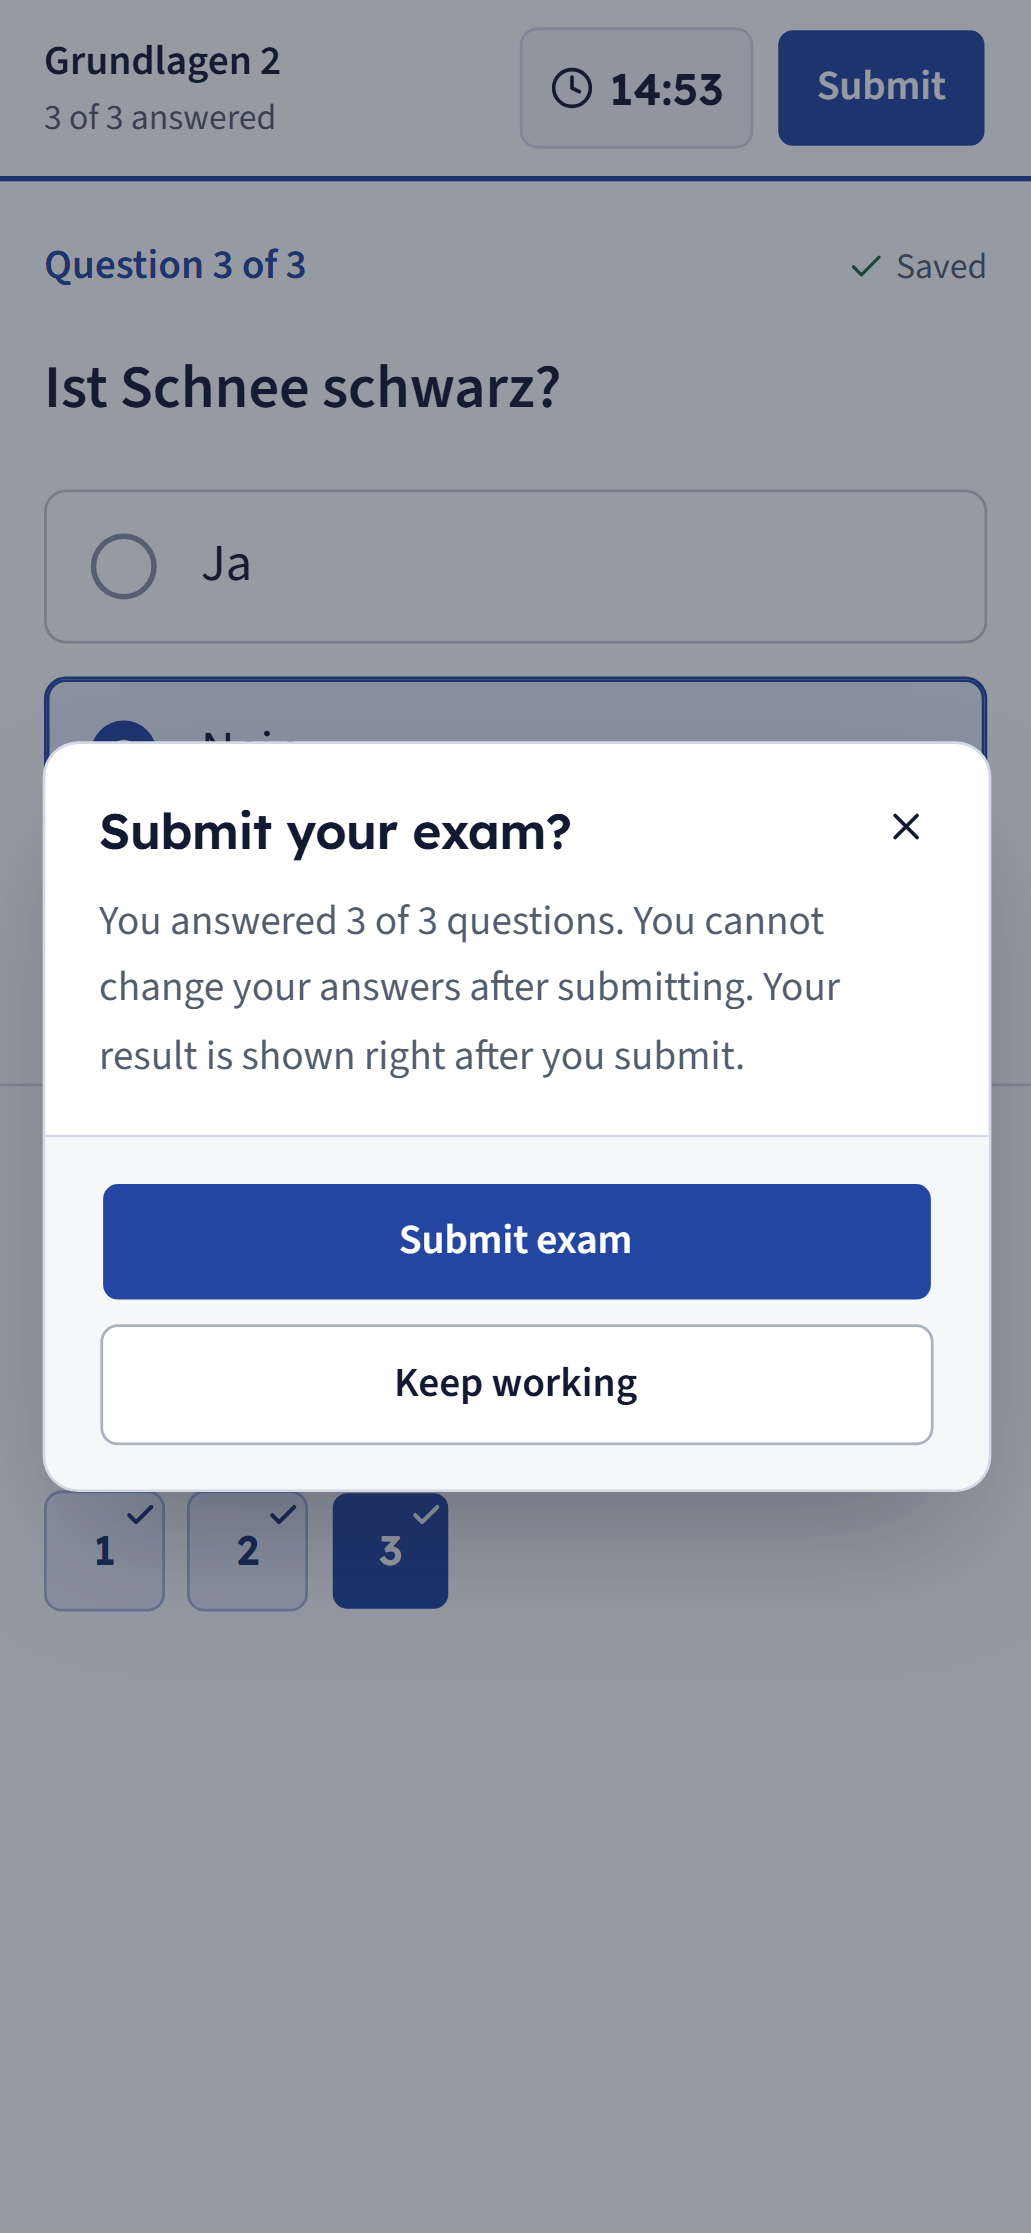 Grundlagen 2
3 of 3 answered
14:53
Submit
Question 3 of 3
Saved
Ist Schnee schwarz?
Ja
Submit your exam?
You answered 3 of 3 questions. You cannot
change your answers after submitting. Your
result is shown right after you submit.
Submit exam
Keep working
1
2
3